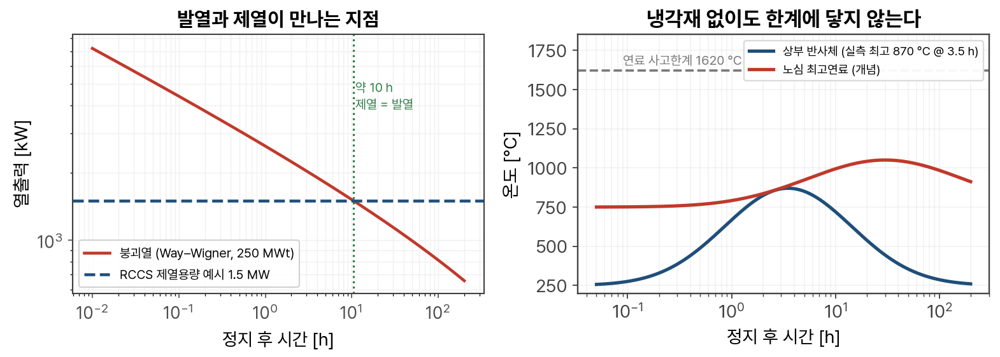 발열과 제열이 만나는 지점
열출력 [kW]
10³
약 10 h
제열 = 발열
붕괴열 (Way–Wigner, 250 MWt)
RCCS 제열용량 예시 1.5 MW
10⁻² 10⁻¹ 10⁰ 10¹ 10²
정지 후 시간 [h]
냉각재 없이도 한계에 닿지 않는다
온도 [°C]
1750
1500
1250
1000
750
500
250
연료 사고한계 1620 °C
상부 반사체 (실측 최고 870 °C @ 3.5 h)
노심 최고연료 (개념)
10⁻¹ 10⁰ 10¹ 10²
정지 후 시간 [h]